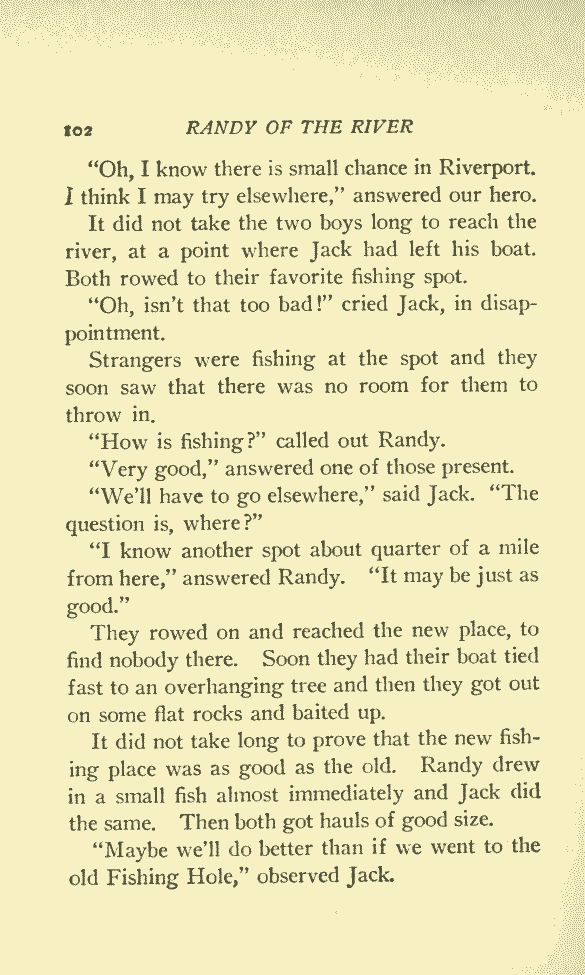 102 RANDY OF THE RIVER
"Oh, I know there is small chance in Riverport.
I think I may try elsewhere," answered our hero.
It did not take the two boys long to reach the
river, at a point where Jack had left his boat.
Both rowed to their favorite fishing spot.
"Oh, isn't that too bad!" cried Jack, in disap-
pointment.
Strangers were fishing at the spot and they
soon saw that there was no room for them to
throw in.
"How is fishing?" called out Randy.
"Very good," answered one of those present.
"We'll have to go elsewhere," said Jack. "The
question is, where?"
"I know another spot about quarter of a mile
from here," answered Randy. "It may be just as
good."
They rowed on and reached the new place, to
find nobody there. Soon they had their boat tied
fast to an overhanging tree and then they got out
on some flat rocks and baited up.
It did not take long to prove that the new fish-
ing place was as good as the old. Randy drew
in a small fish almost immediately and Jack did
the same. Then both got hauls of good size.
"Maybe we'll do better than if we went to the
old Fishing Hole," observed Jack.